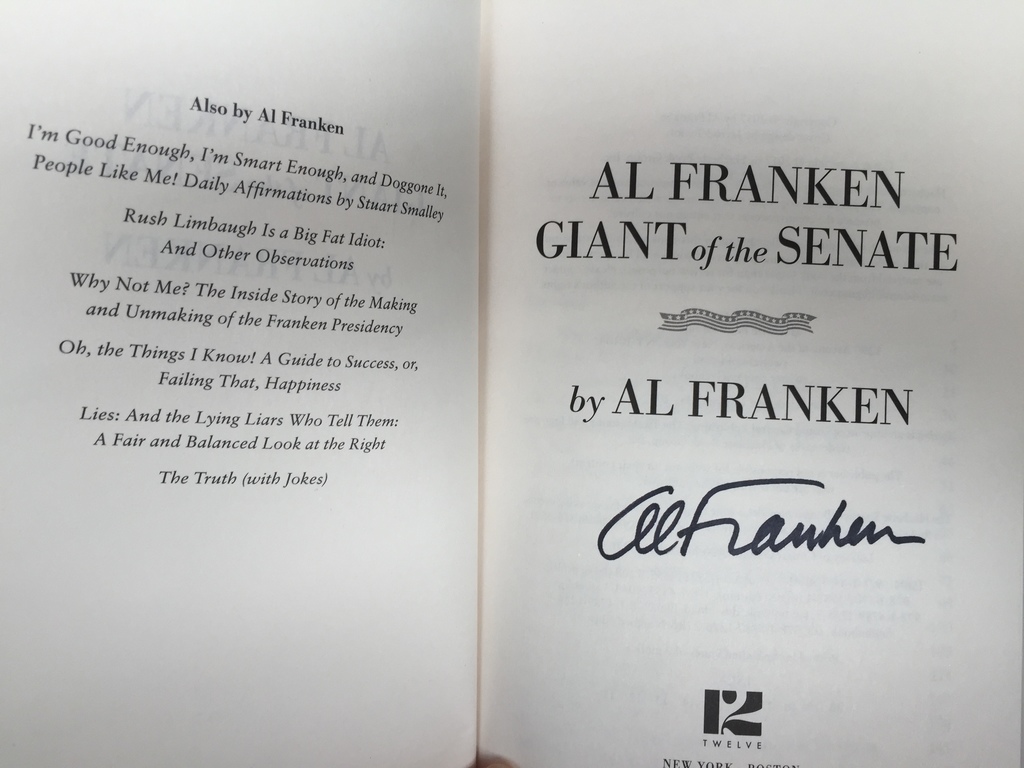 Also by Al Franken
I'm Good Enough, I'm Smart Enough, and Doggone It,
People Like Me! Daily Affirmations by Stuart Smalley
Rush Limbaugh Is a Big Fat Idiot:
And Other Observations
Why Not Me? The Inside Story of the Making
and Unmaking of the Franken Presidency
Oh, the Things I Know! A Guide to Success, or,
Failing That, Happiness
Lies: And the Lying Liars Who Tell Them:
A Fair and Balanced Look at the Right
The Truth (with Jokes)
AL FRANKEN
GIANT of the SENATE
by AL FRANKEN
Al Franken
12
TWELVE
NEW YORK BOSTON